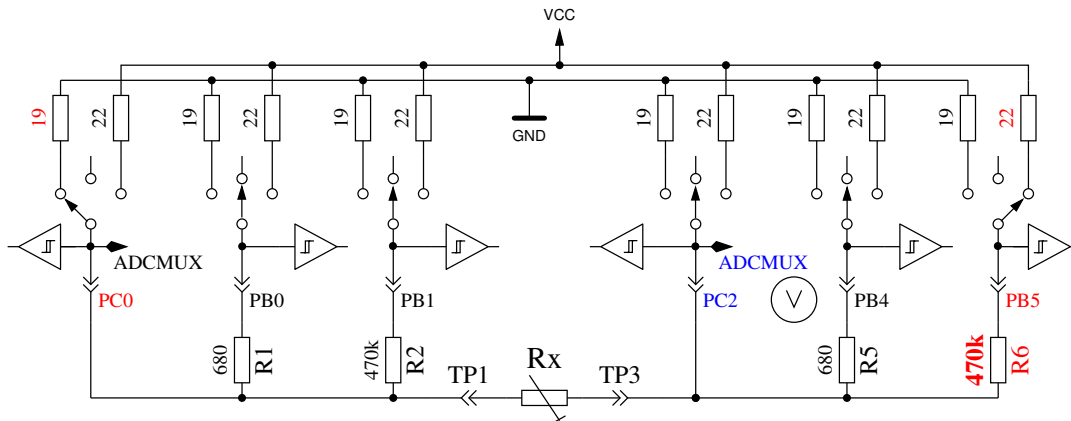 VCC
19
22
19
22
19
22
GND
19
22
19
22
19
22
ADCMUX
ADCMUX
PC0
PB0
PB1
PC2
V
PB4
PB5
680
R1
470k
R2
TP1
Rx
TP3
680
R5
470k
R6